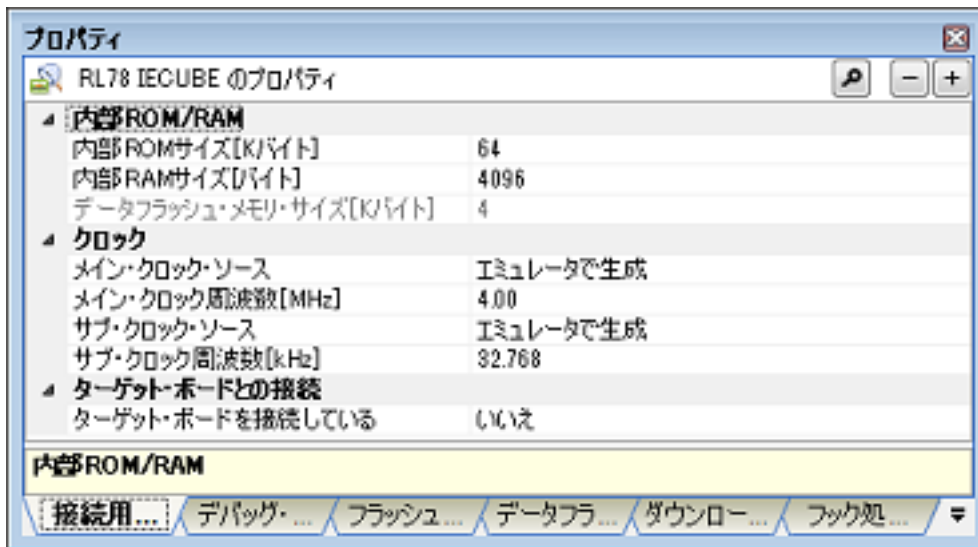 プロパティ
RL78 IECUBE のプロパティ
内部ROM/RAM
内部ROMサイズ[Kバイト] 64
内部RAMサイズ[バイト] 4096
データフラッシュ・メモリ・サイズ[Kバイト] 4
クロック
メイン・クロック・ソース エミュレータで生成
メイン・クロック周波数[MHz] 4.00
サブ・クロック・ソース エミュレータで生成
サブ・クロック周波数[kHz] 32.768
ターゲット・ボードとの接続
ターゲット・ボードを接続している いいえ
内部ROM/RAM
接続用... デバッグ・... フラッシュ... データフラ... ダウンロー... フック処...